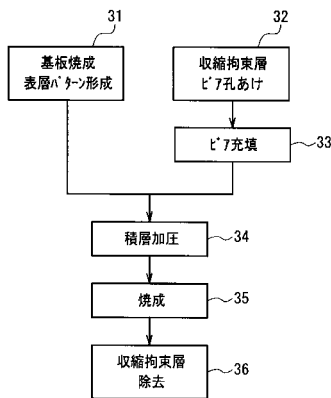 31
基板焼成
表層パターン形成
32
収縮拘束層
ビア孔あけ
ビア充填
33
積層加圧
34
焼成
35
収縮拘束層
除去
36